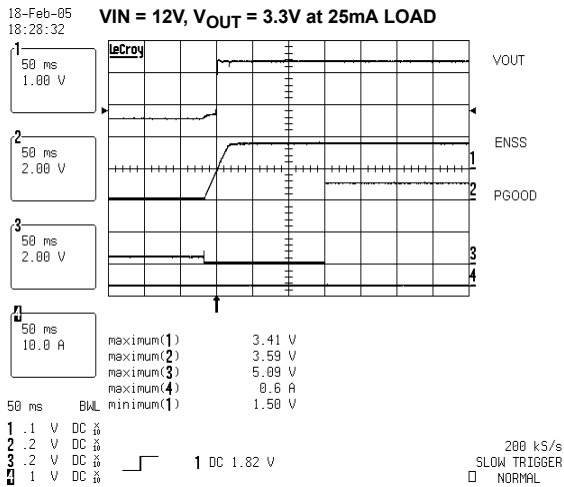 18-Feb-05
18:28:32
VIN = 12V, VOUT = 3.3V at 25mA LOAD
LeCroy
1
50 ms
1.00 V
2
50 ms
2.00 V
3
50 ms
2.00 V
4
50 ms
10.0 A
VOUT
ENSS
1
2
PGOOD
3
4
maximum(1) 3.41 V
maximum(2) 3.59 V
maximum(3) 5.09 V
maximum(4) 0.6 A
minimum(1) 1.50 V
50 ms BWL
1 .1 V DC X10
2 .2 V DC X10
3 .2 V DC X10
4 1 V DC X10
1 DC 1.82 V
200 kS/s
SLOW TRIGGER
NORMAL